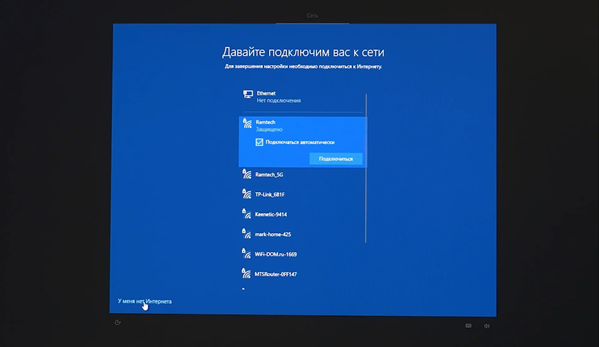 Сеть
Давайте подключим вас к сети
Для завершения настройки необходимо подключиться к Интернету.
Ethernet
Нет подключения
Ramtech
Защищено
Подключаться автоматически
Подключиться
Ramtech_5G
TP-Link_6B1F
Keenetic-9414
mark-home-425
WiFi-DOM.ru-1669
MTSRouter-0FF147
У меня нет Интернета